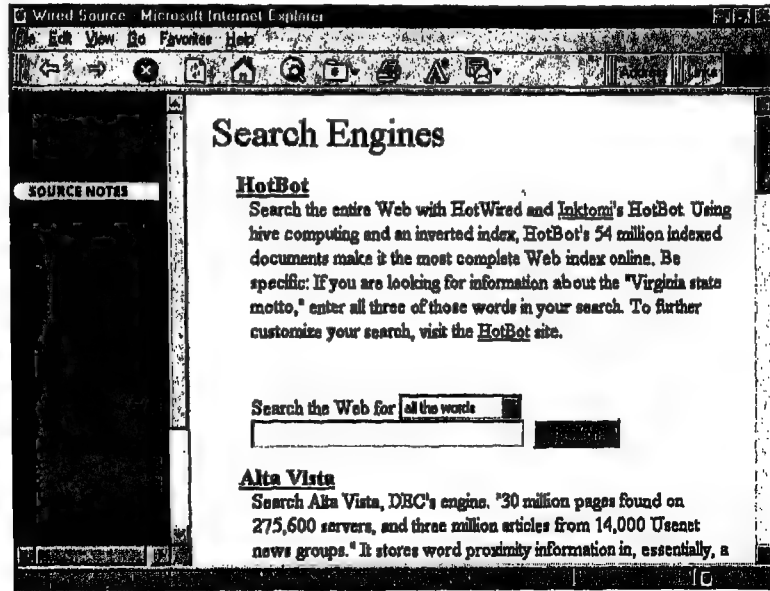 Wired Source - Microsoft Internet Explorer
Edit View Go Favorites Help
SOURCE NOTES
Search Engines
HotBot
Search the entire Web with HotWired and Inktomi's HotBot. Using
hive computing and an inverted index, HotBot's 54 million indexed
documents make it the most complete Web index online. Be
specific: If you are looking for information about the "Virginia state
motto," enter all three of those words in your search. To further
customize your search, visit the HotBot site.
Search the Web for all the words
Alta Vista
Search Alta Vista, DEC's engine. "30 million pages found on
275,600 servers, and three million articles from 14,000 Usenet
news groups." It stores word proximity information in, essentially, a